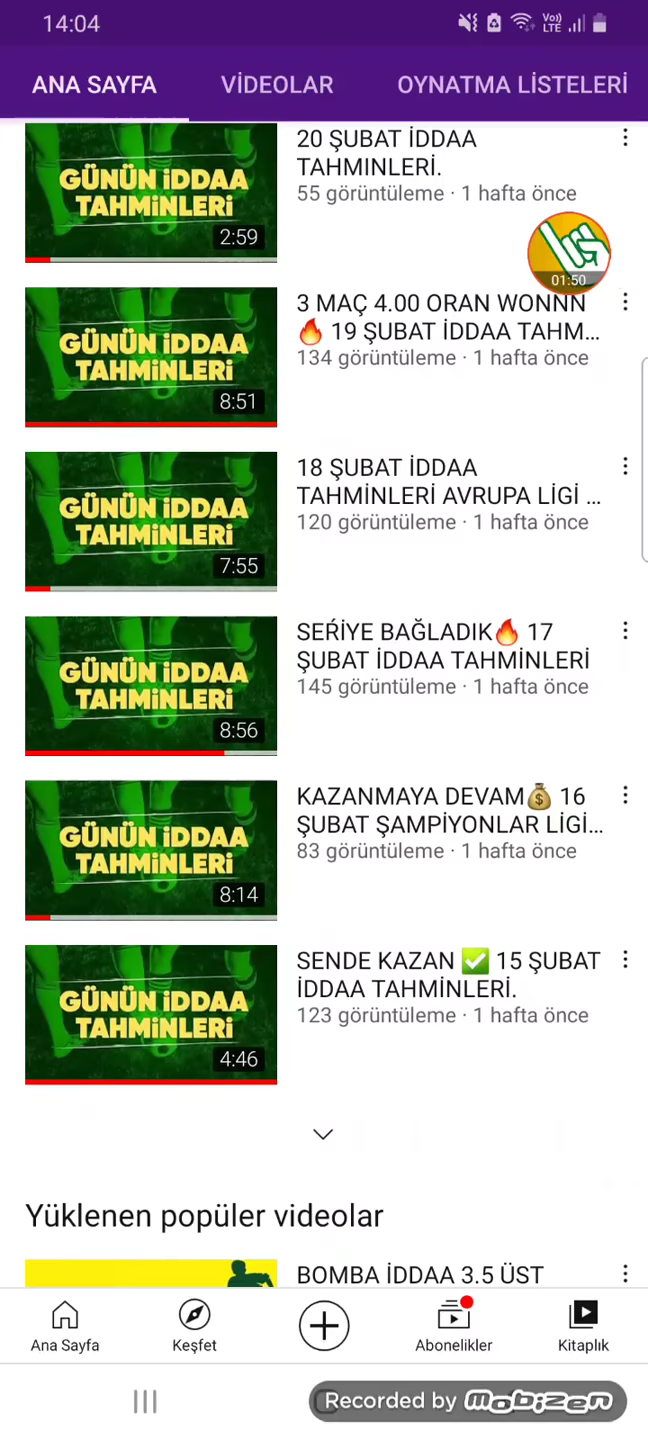 14:04
Vo)) LTE
ANA SAYFA
VİDEOLAR
OYNATMA LİSTELERİ
GÜNÜN İDDAA
TAHMİNLERİ
2:59
20 ŞUBAT İDDAA
TAHMINLERİ.
55 görüntüleme · 1 hafta önce
01:50
GÜNÜN İDDAA
TAHMİNLERİ
8:51
3 MAÇ 4.00 ORAN WONNN
🔥 19 ŞUBAT İDDAA TAHM...
134 görüntüleme · 1 hafta önce
GÜNÜN İDDAA
TAHMİNLERİ
7:55
18 ŞUBAT İDDAA
TAHMİNLERİ AVRUPA LİGİ ...
120 görüntüleme · 1 hafta önce
GÜNÜN İDDAA
TAHMİNLERİ
8:56
SEŔİYE BAĞLADIK🔥 17
ŞUBAT İDDAA TAHMİNLERİ
145 görüntüleme · 1 hafta önce
GÜNÜN İDDAA
TAHMİNLERİ
8:14
KAZANMAYA DEVAM💰 16
ŞUBAT ŞAMPİYONLAR LİGİ...
83 görüntüleme · 1 hafta önce
GÜNÜN İDDAA
TAHMİNLERİ
4:46
SENDE KAZAN ✅ 15 ŞUBAT
İDDAA TAHMİNLERİ.
123 görüntüleme · 1 hafta önce
Yüklenen popüler videolar
BOMBA İDDAA 3.5 ÜST
Ana Sayfa
Keşfet
Abonelikler
Kitaplık
Recorded by mobizen